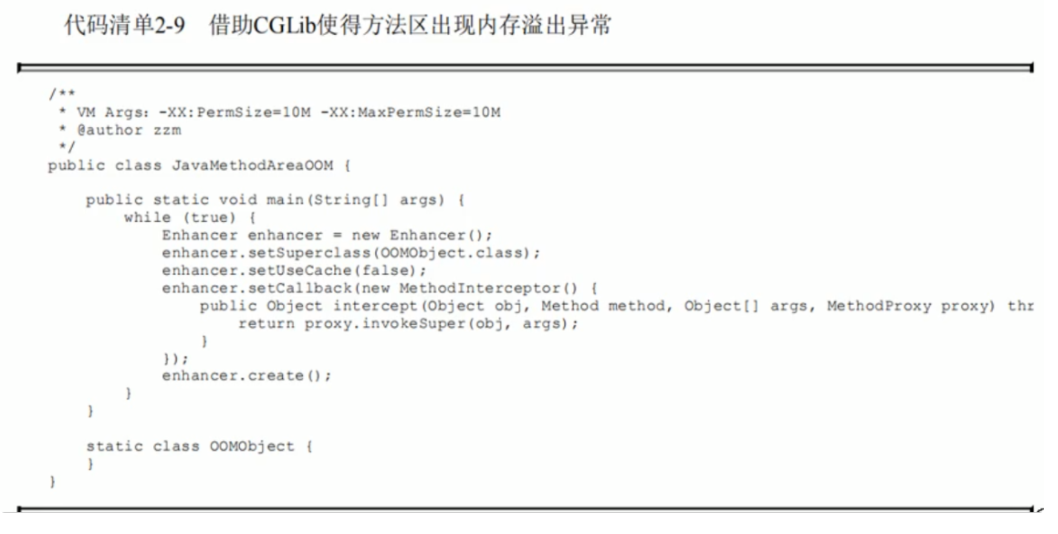 代码清单2-9 借助CGLib使得方法区出现内存溢出异常
/**
 * VM Args: -XX:PermSize=10M -XX:MaxPermSize=10M
 * @author zzm
 */
public class JavaMethodAreaOOM {
    public static void main(String[] args) {
        while (true) {
            Enhancer enhancer = new Enhancer();
            enhancer.setSuperclass(OOMObject.class);
            enhancer.setUseCache(false);
            enhancer.setCallback(new MethodInterceptor() {
                public Object intercept(Object obj, Method method, Object[] args, MethodProxy proxy) thr
                    return proxy.invokeSuper(obj, args);
                }
            });
            enhancer.create();
        }
    }
    static class OOMObject {
    }
}